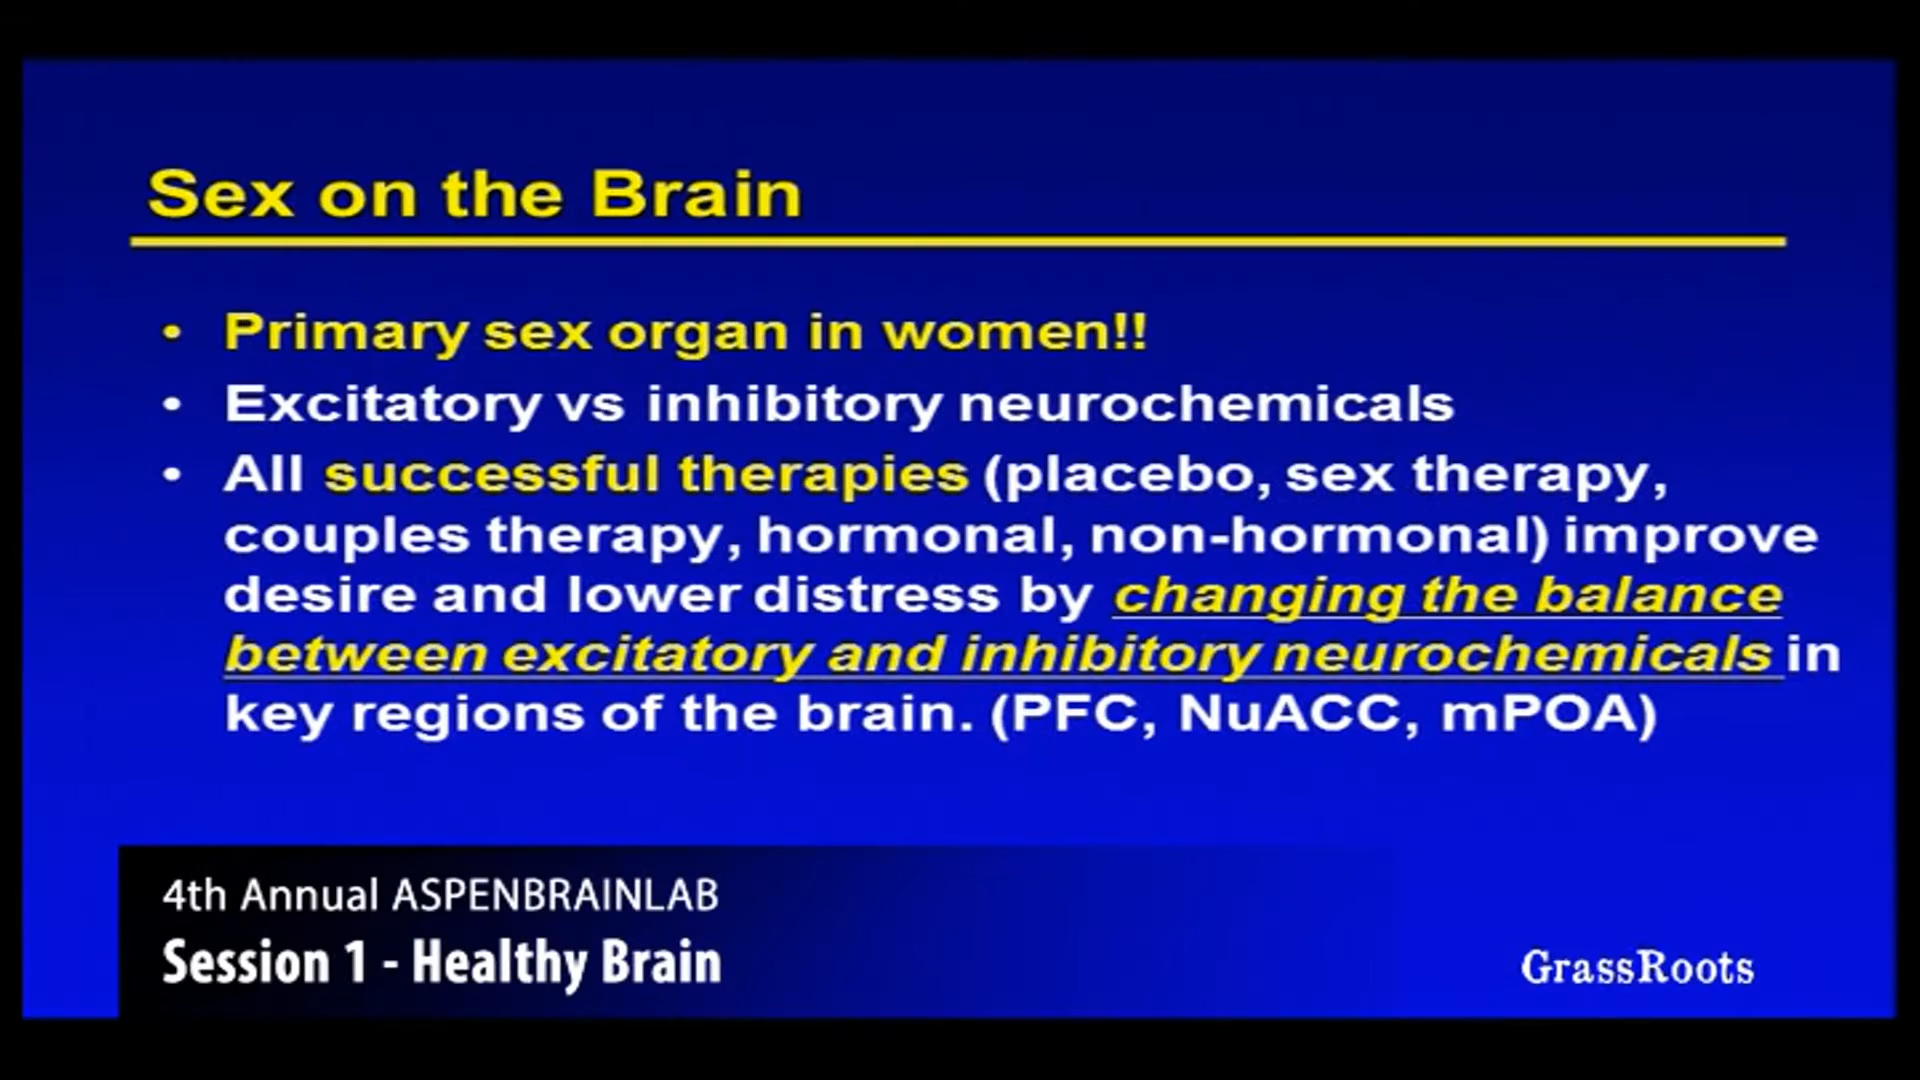 Sex on the Brain
• Primary sex organ in women!!
• Excitatory vs inhibitory neurochemicals
• All successful therapies (placebo, sex therapy,
couples therapy, hormonal, non-hormonal) improve
desire and lower distress by changing the balance
between excitatory and inhibitory neurochemicals in
key regions of the brain. (PFC, NuACC, mPOA)
4th Annual ASPENBRAINLAB
Session 1 - Healthy Brain
GrassRoots